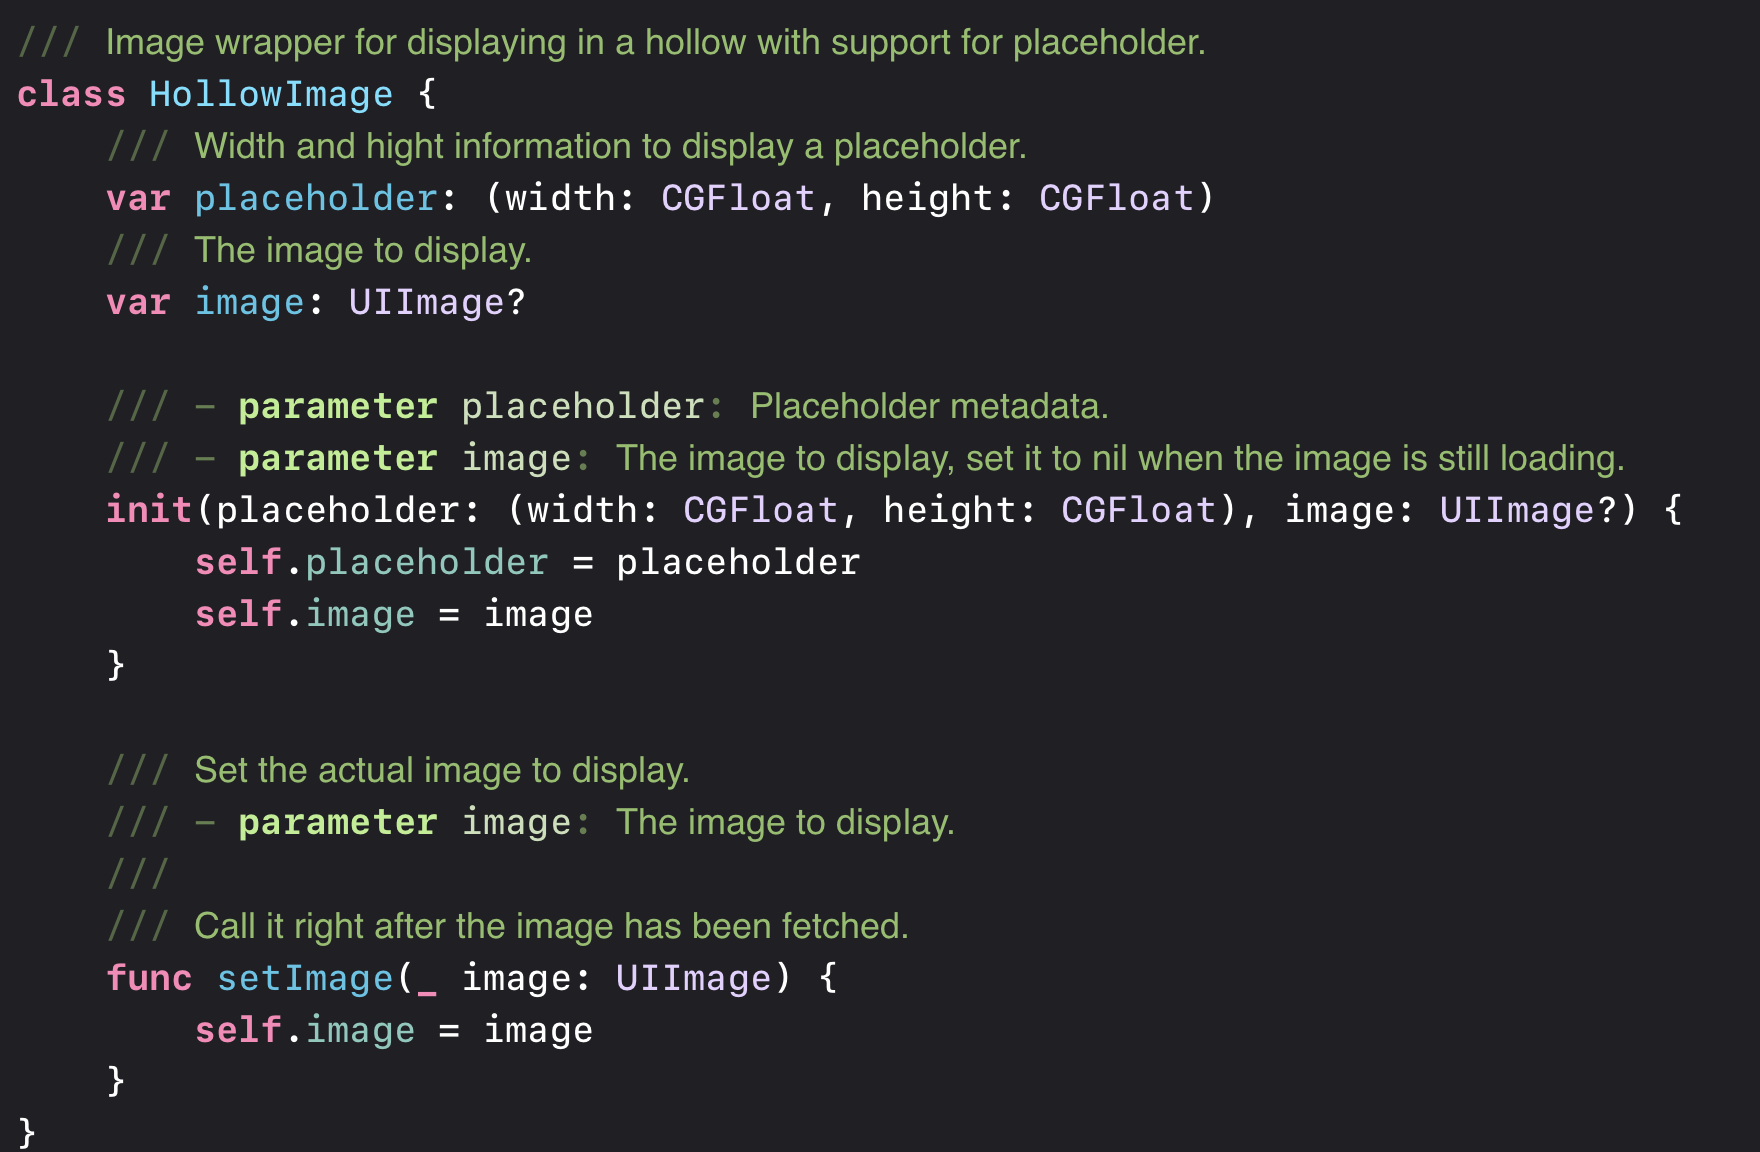 /// Image wrapper for displaying in a hollow with support for placeholder.
class HollowImage {
    /// Width and hight information to display a placeholder.
    var placeholder: (width: CGFloat, height: CGFloat)
    /// The image to display.
    var image: UIImage?

    /// - parameter placeholder: Placeholder metadata.
    /// - parameter image: The image to display, set it to nil when the image is still loading.
    init(placeholder: (width: CGFloat, height: CGFloat), image: UIImage?) {
        self.placeholder = placeholder
        self.image = image
    }

    /// Set the actual image to display.
    /// - parameter image: The image to display.
    ///
    /// Call it right after the image has been fetched.
    func setImage(_ image: UIImage) {
        self.image = image
    }
}